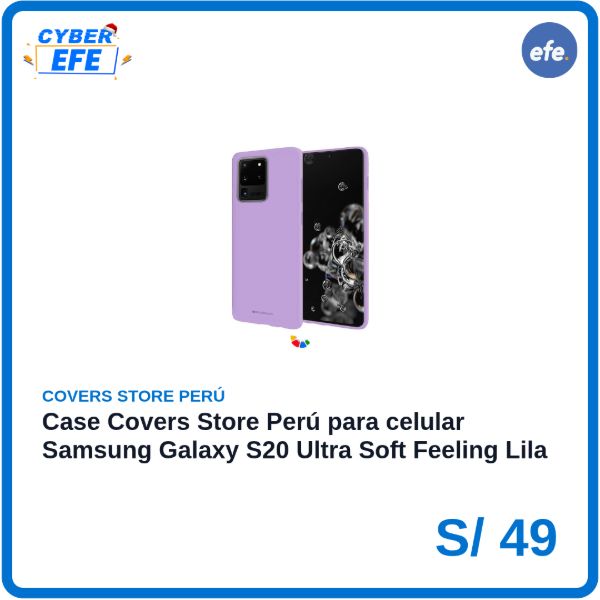 CYBER
EFE
efe.
COVERS STORE PERÚ
Case Covers Store Perú para celular
Samsung Galaxy S20 Ultra Soft Feeling Lila
S/ 49